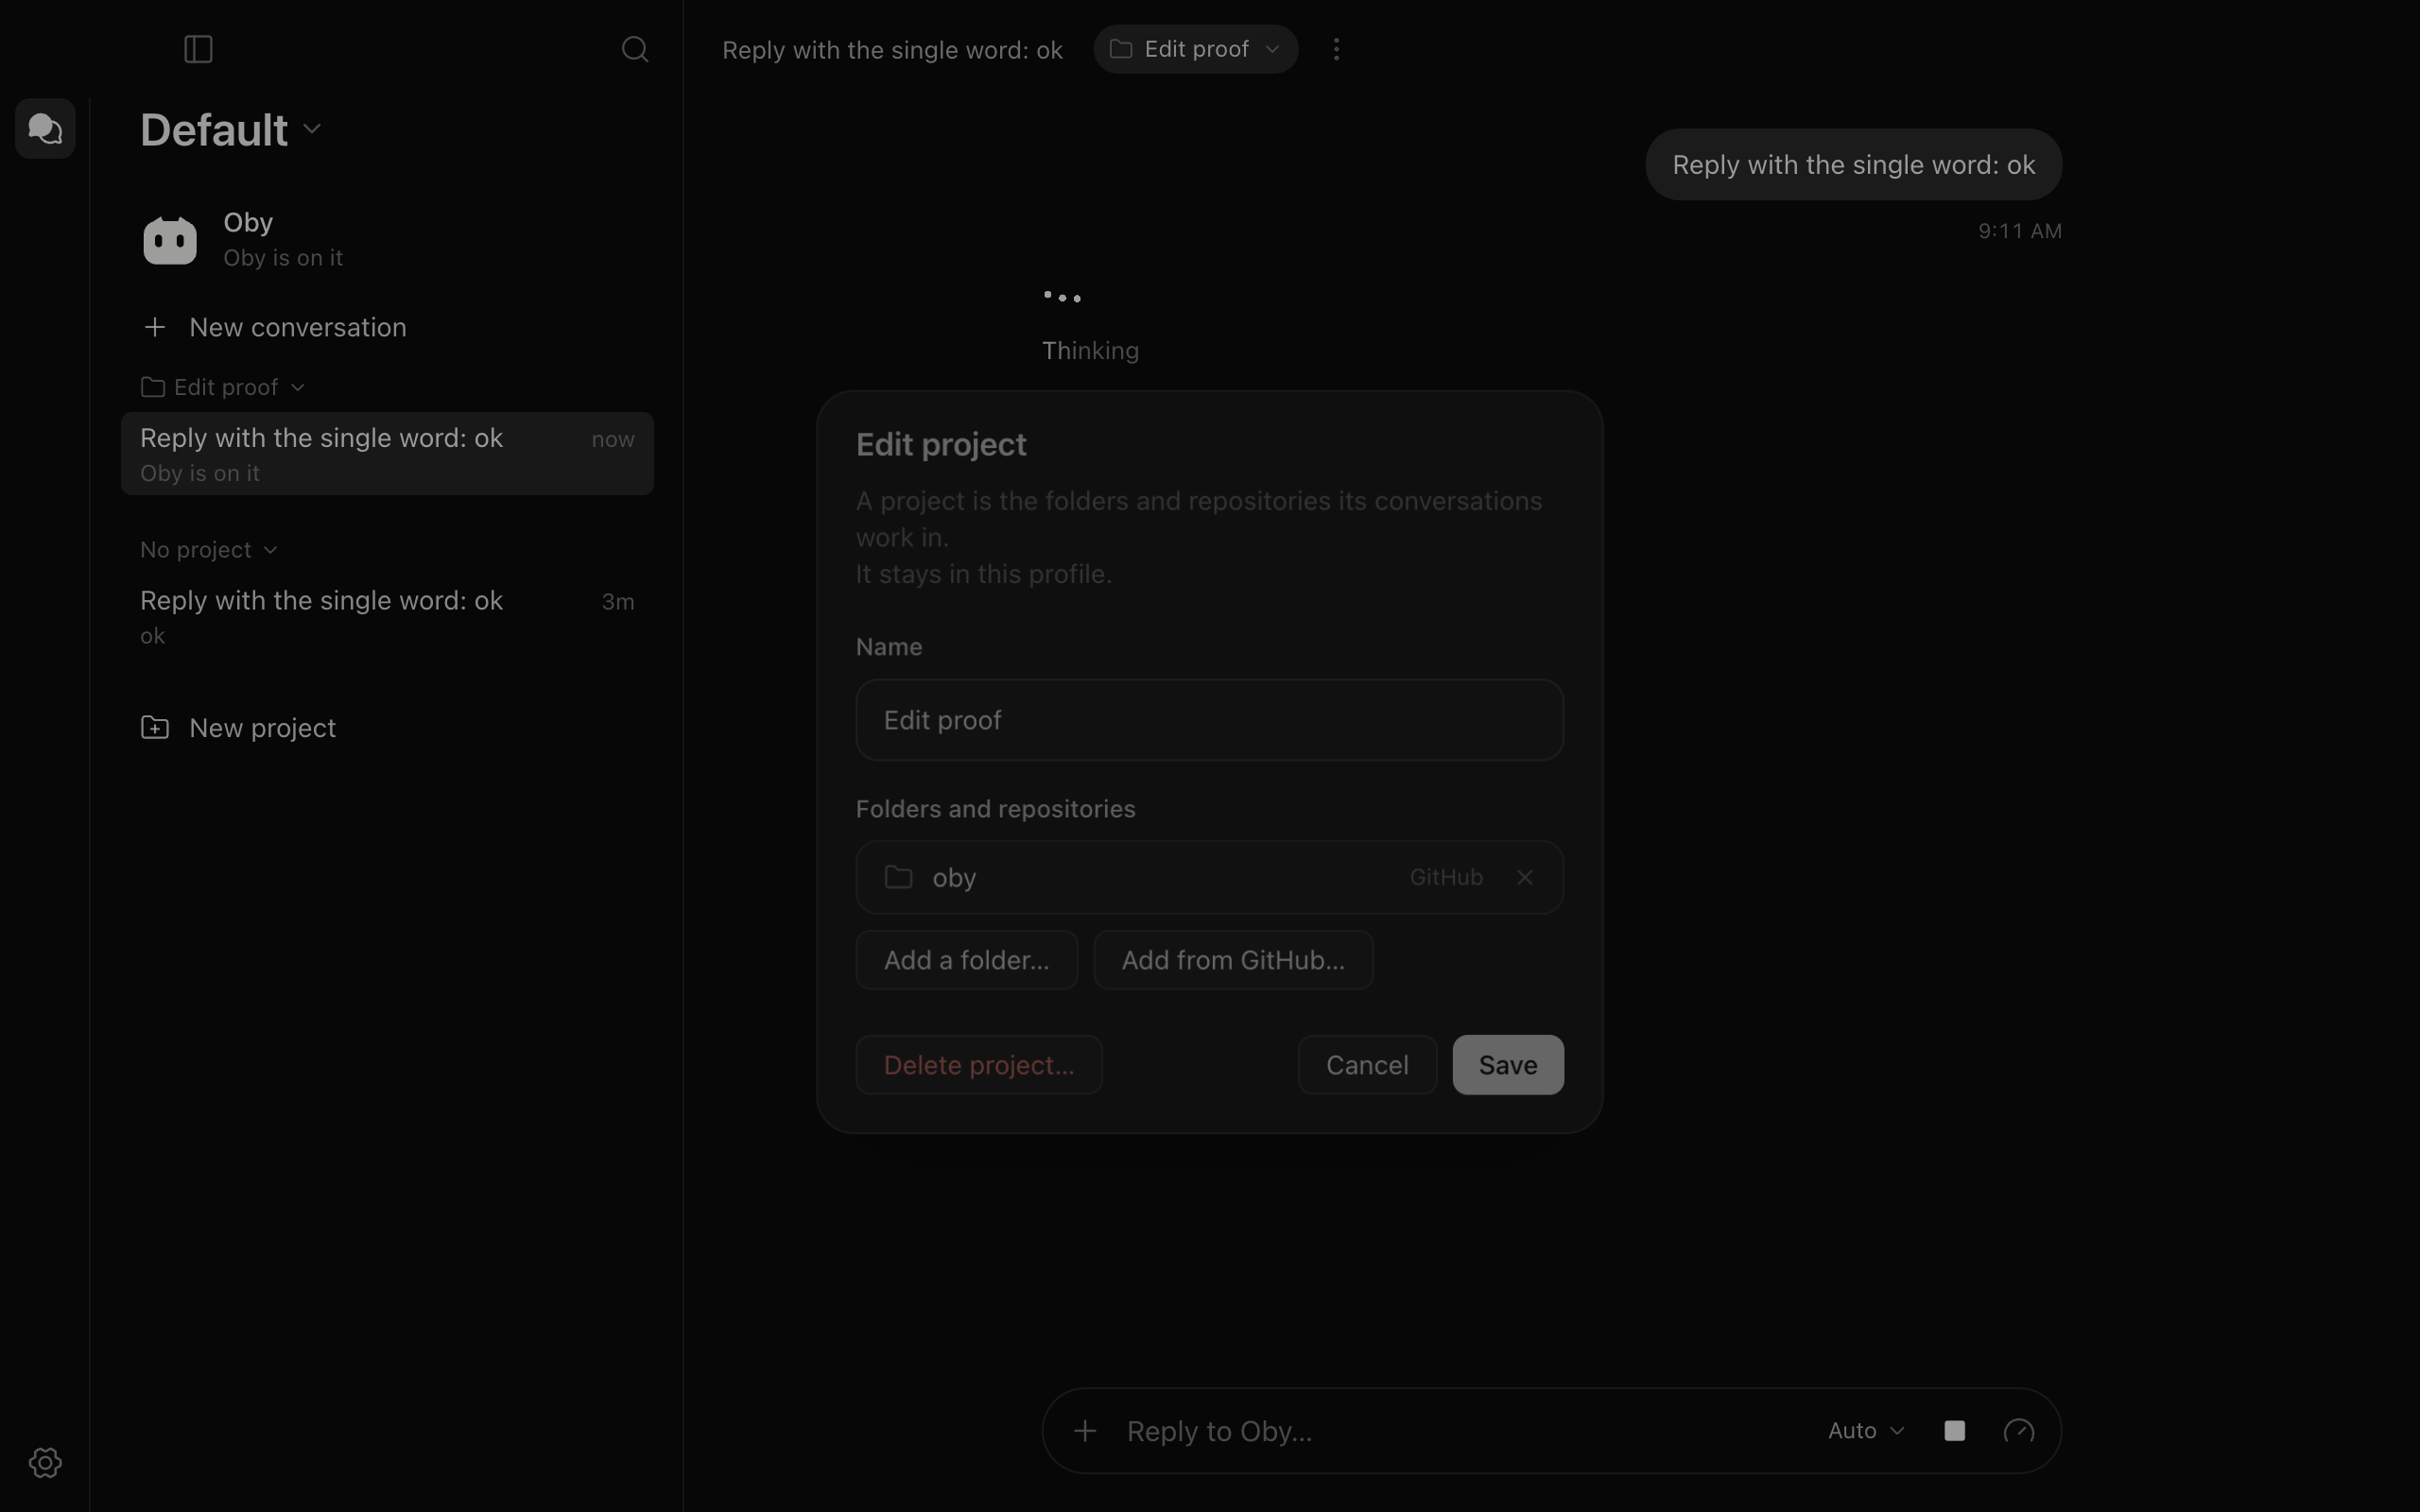 Reply with the single word: ok
Edit proof
Default
Reply with the single word: ok
9:11 AM
Oby
Oby is on it
New conversation
Thinking
Edit proof
Reply with the single word: ok
now
Oby is on it
No project
Reply with the single word: ok
3m
ok
New project
Edit project
A project is the folders and repositories its conversations
work in.
It stays in this profile.
Name
Edit proof
Folders and repositories
oby
GitHub
Add a folder...
Add from GitHub...
Delete project...
Cancel
Save
Reply to Oby...
Auto